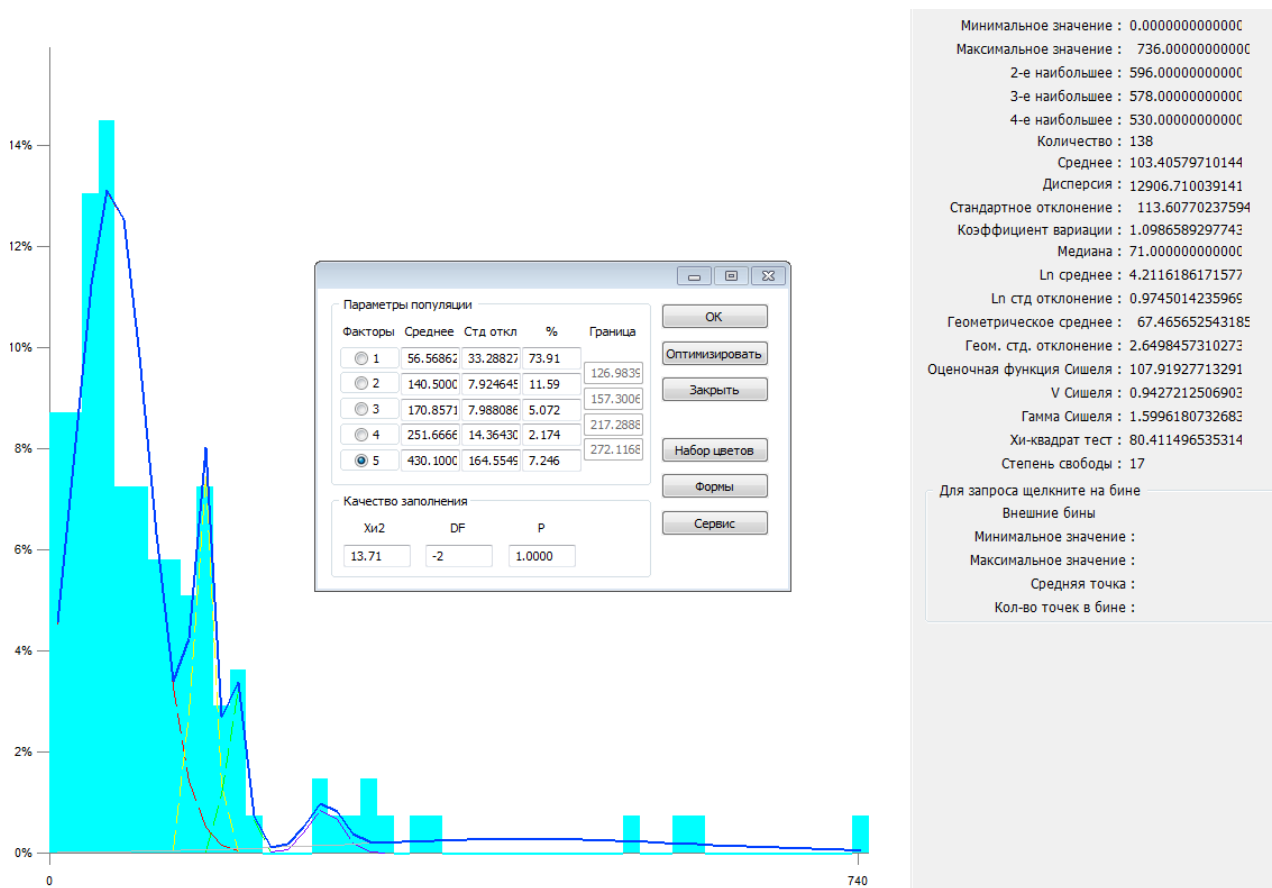 14%
12%
10%
8%
6%
4%
2%
0%
0
740
Параметры популяции
Факторы Среднее Стд откл % Граница
1 56.56862 33.28827 73.91
126.9839
2 140.5000 7.924645 11.59
157.3006
3 170.8571 7.988086 5.072
217.2888
4 251.6666 14.36430 2.174
272.1168
5 430.1000 164.5549 7.246
Качество заполнения
Хи2 DF P
13.71 -2 1.0000
OK
Оптимизировать
Закрыть
Набор цветов
Формы
Сервис
Минимальное значение : 0.0000000000000
Максимальное значение : 736.00000000000
2-е наибольшее : 596.00000000000
3-е наибольшее : 578.00000000000
4-е наибольшее : 530.00000000000
Количество : 138
Среднее : 103.40579710144
Дисперсия : 12906.710039141
Стандартное отклонение : 113.60770237594
Коэффициент вариации : 1.0986589297743
Медиана : 71.000000000000
Ln среднее : 4.2116186171577
Ln стд отклонение : 0.9745014235969
Геометрическое среднее : 67.465652543185
Геом. стд. отклонение : 2.6498457310273
Оценочная функция Сишеля : 107.91927713291
V Сишеля : 0.9427212506903
Гамма Сишеля : 1.5996180732683
Хи-квадрат тест : 80.411496535314
Степень свободы : 17
Для запроса щелкните на бине
Внешние бины
Минимальное значение :
Максимальное значение :
Средняя точка :
Кол-во точек в бине :